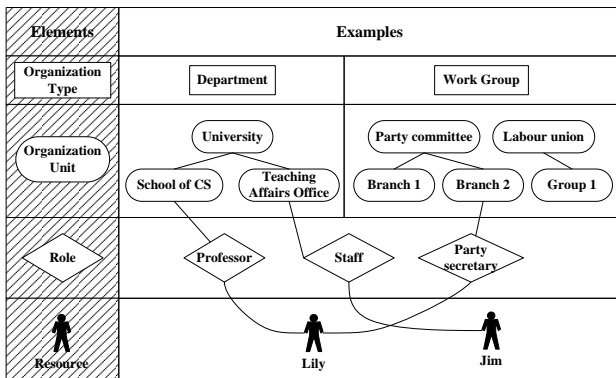 Elements
Examples
Organization
Type
Department
Work Group
Organization
Unit
University
Party committee
Labour union
School of CS
Teaching
Affairs Office
Branch 1
Branch 2
Group 1
Role
Professor
Staff
Party
secretary
Resource
Lily
Jim